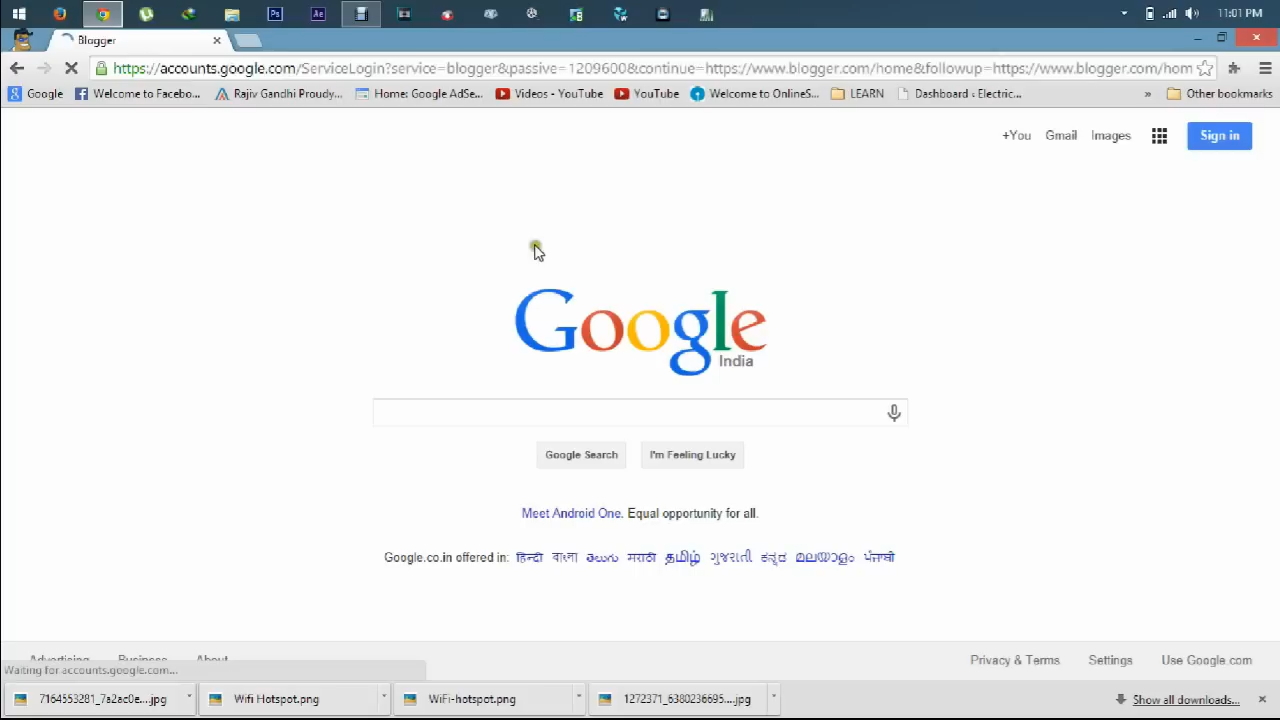 Ps
Ae
11:01 PM
Blogger
https://accounts.google.com/ServiceLogin?service=blogger&passive=1209600&continue=https://www.blogger.com/home&followup=https://www.blogger.com/hom
Google Welcome to Facebo... Rajiv Gandhi Proudy... Home: Google AdSe... Videos - YouTube YouTube Welcome to OnlineS... LEARN Dashboard ‹ Electric... » Other bookmarks
+You Gmail Images Sign in
Google
India
Google Search I'm Feeling Lucky
Meet Android One. Equal opportunity for all.
Google.co.in offered in: हिन्दी বাংলা తెలుగు मराठी தமிழ் ગુજરાતી ಕನ್ನಡ മലയാളം ਪੰਜਾਬੀ
Advertising Business About Privacy & Terms Settings Use Google.com
Waiting for accounts.google.com...
7164553281_7a2ac0e....jpg Wifi Hotspot.png WiFi-hotspot.png 1272371_6380236695....jpg Show all downloads...